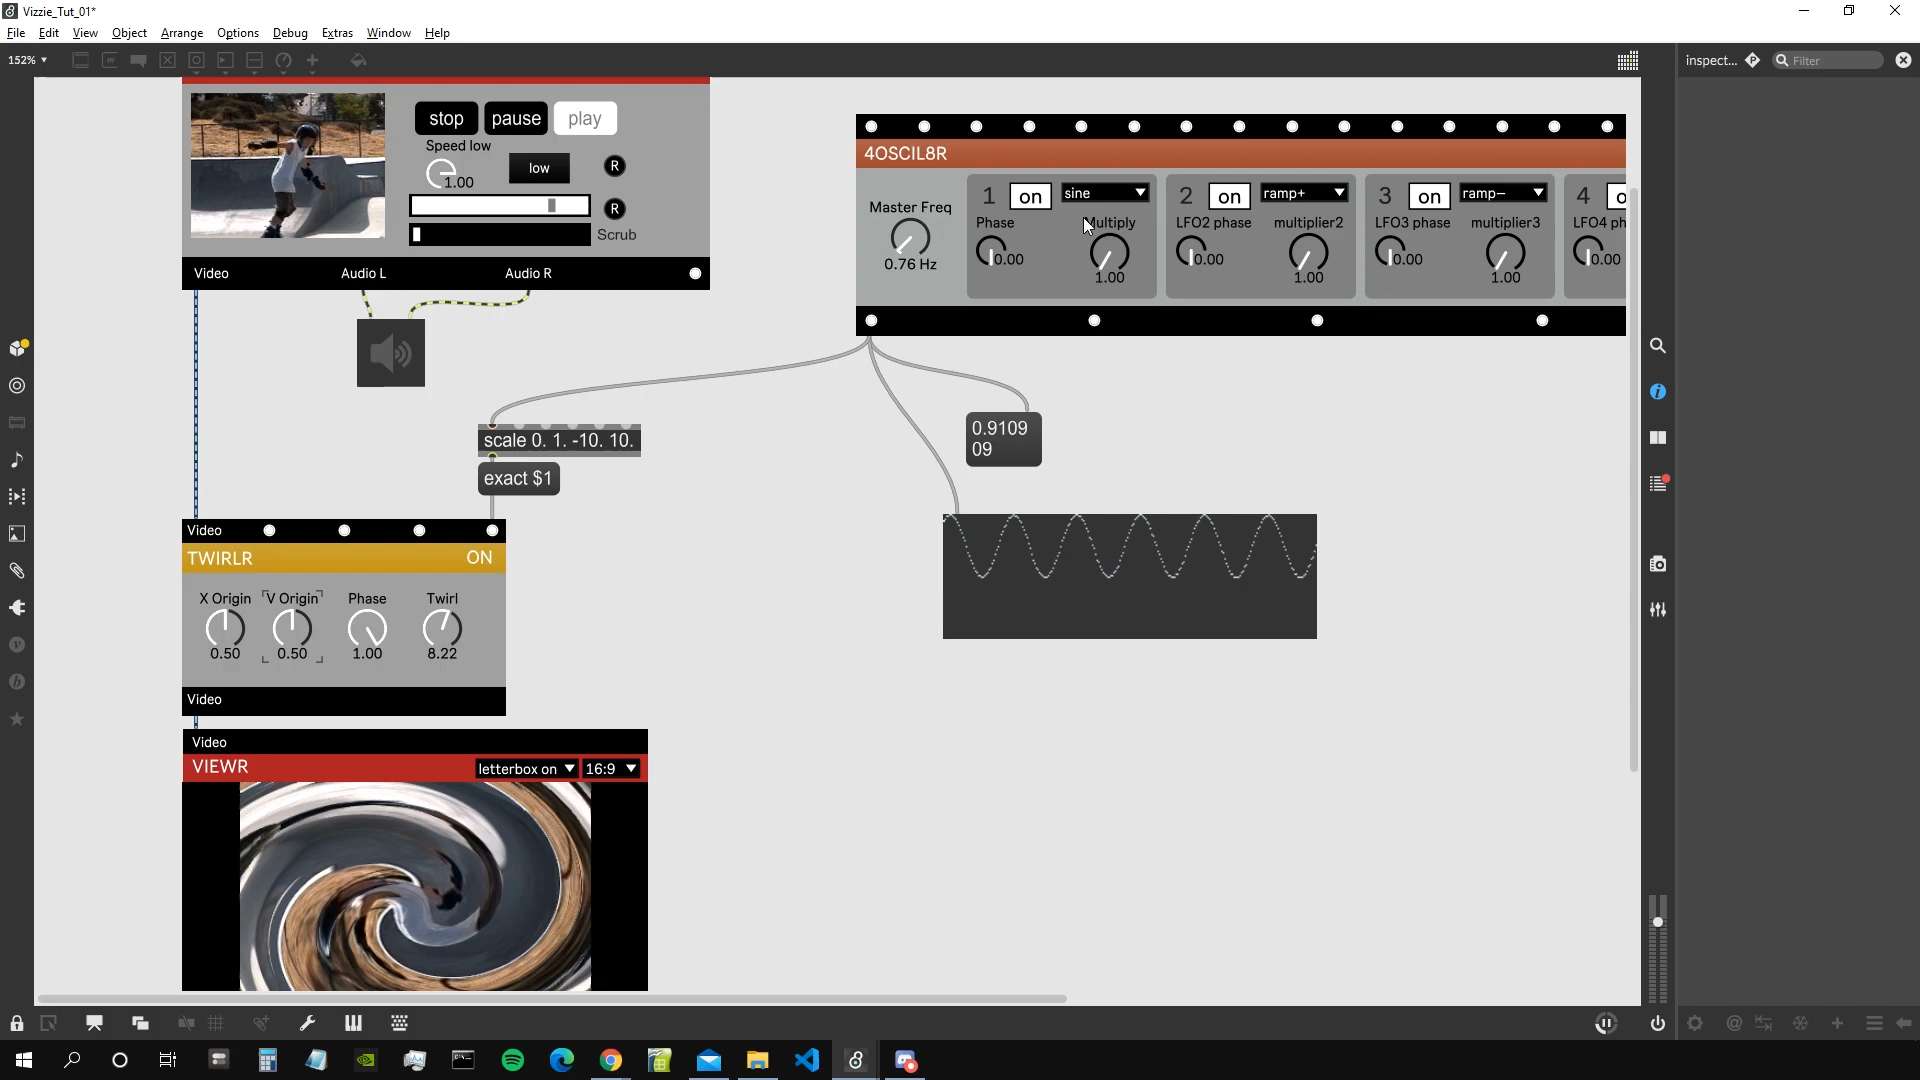 Vizzie_Tut_01*
File Edit View Object Arrange Options Debug Extras Window Help
152%
inspect... P Filter
stop pause play
Speed low
1.00
low
R
R
Scrub
Video Audio L Audio R
4OSCIL8R
Master Freq
0.76 Hz
1 on sine
Phase Multiply
0.00
1.00
2 on ramp+
LFO2 phase multiplier2
0.00
1.00
3 on ramp–
LFO3 phase multiplier3
0.00
1.00
4
LFO4 ph
0.00
scale 0. 1. -10. 10.
exact $1
0.9109
09
Video
TWIRLR ON
X Origin Y Origin Phase Twirl
0.50 0.50 1.00 8.22
Video
Video
VIEWR letterbox on 16:9